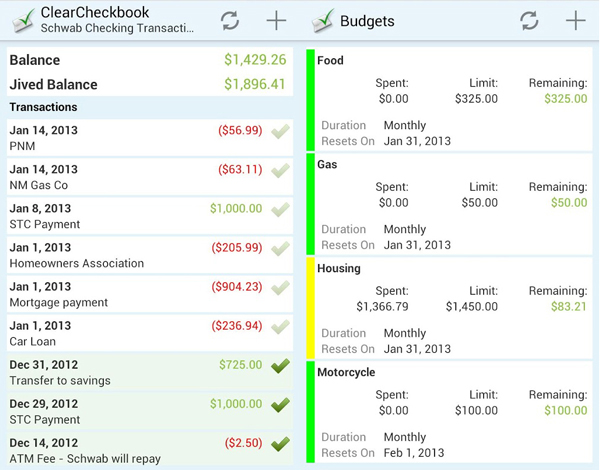 ClearCheckbook
Schwab Checking Transacti...
Balance $1,429.26
Jived Balance $1,896.41
Transactions
Jan 14, 2013 ($56.99)
PNM
Jan 14, 2013 ($63.11)
NM Gas Co
Jan 8, 2013 $1,000.00
STC Payment
Jan 1, 2013 ($205.99)
Homeowners Association
Jan 1, 2013 ($904.23)
Mortgage payment
Jan 1, 2013 ($236.94)
Car Loan
Dec 31, 2012 $725.00
Transfer to savings
Dec 29, 2012 $1,000.00
STC Payment
Dec 14, 2012 ($2.50)
ATM Fee - Schwab will repay
Budgets
Food
Spent: Limit: Remaining:
$0.00 $325.00 $325.00
Duration Monthly
Resets On Jan 31, 2013
Gas
Spent: Limit: Remaining:
$0.00 $50.00 $50.00
Duration Monthly
Resets On Jan 31, 2013
Housing
Spent: Limit: Remaining:
$1,366.79 $1,450.00 $83.21
Duration Monthly
Resets On Jan 31, 2013
Motorcycle
Spent: Limit: Remaining:
$0.00 $100.00 $100.00
Duration Monthly
Resets On Feb 1, 2013